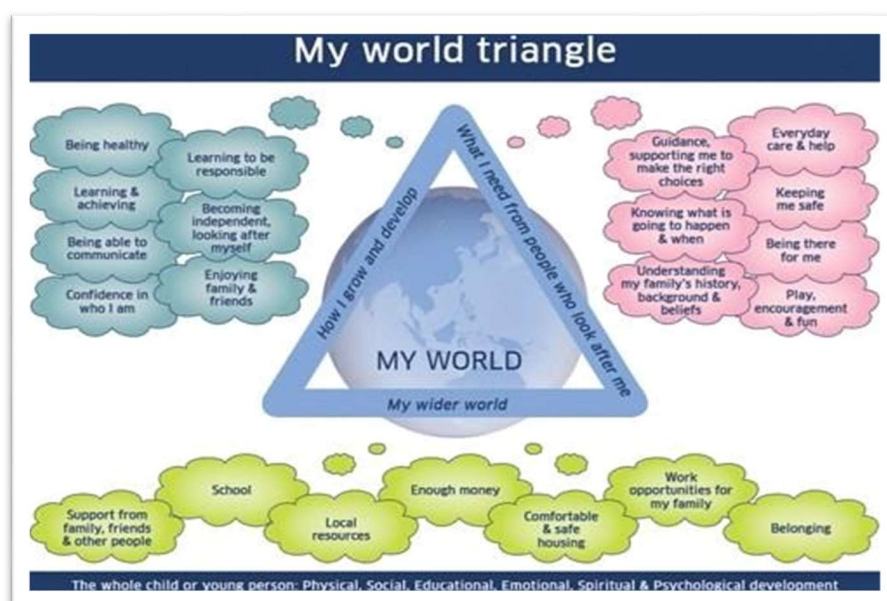 My world triangle
Being healthy
Learning to be
responsible
Learning &
achieving
Becoming
independent,
looking after
myself
Being able to
communicate
Enjoying
family &
friends
Confidence in
who I am
How I grow and develop
What I need from people who look after me
MY WORLD
My wider world
Guidance,
supporting me to
make the right
choices
Everyday
care & help
Knowing what is
going to happen
& when
Keeping
me safe
Being there
for me
Understanding
my family's history,
background &
beliefs
Play,
encouragement
& fun
Support from
family, friends
& other people
School
Local
resources
Enough money
Comfortable
& safe
housing
Work
opportunities for
my family
Belonging
The whole child or young person: Physical, Social, Educational, Emotional, Spiritual & Psychological development